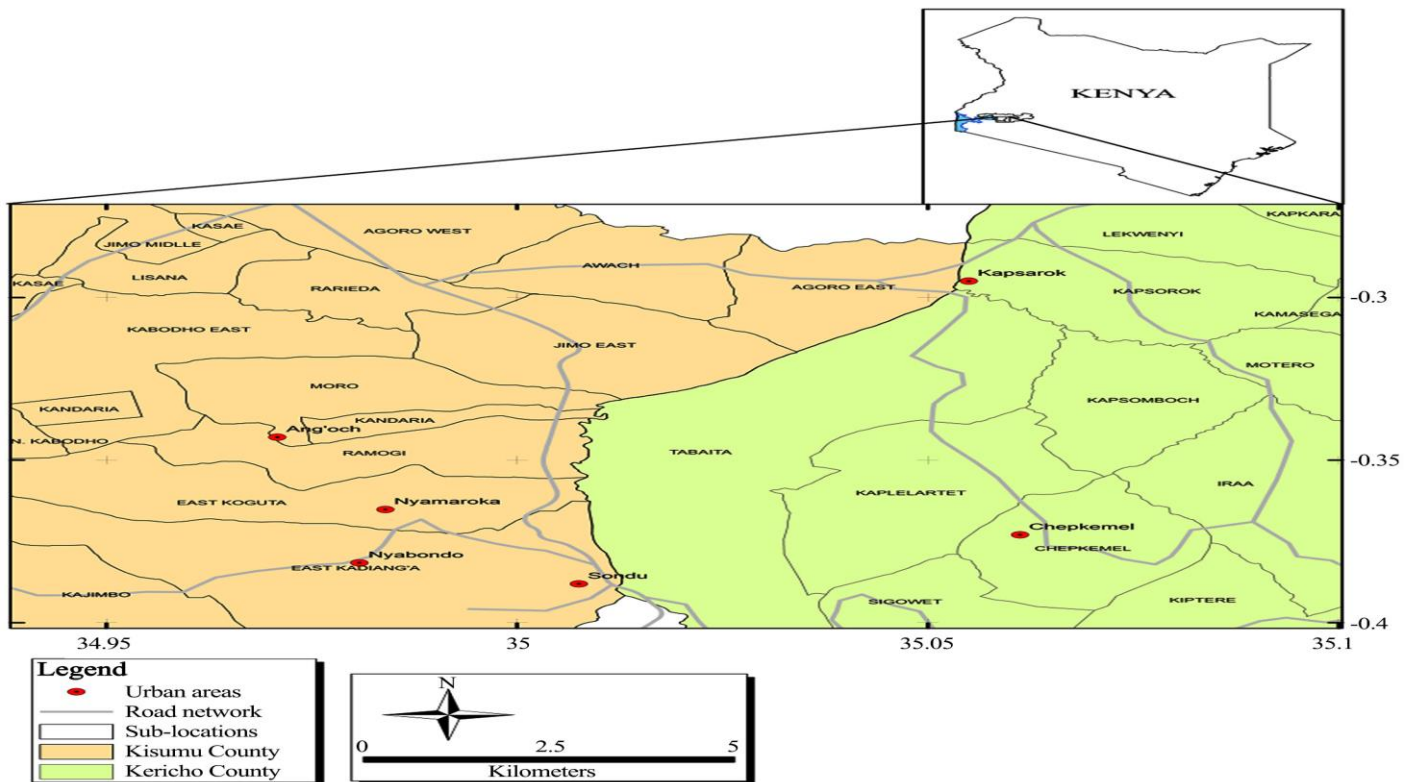 KENYA
KASAE
AGORO WEST
KAPKARA
JIMO MIDLLE
LEKWENYI
LISANA
AWACH
Kapsarok
KASAE
RARIEDA
AGORO EAST
KAPSOROK
-0.3
KAMASEGA
KABODHO EAST
JIMO EAST
MOTERO
MORO
KAPSOMBOCH
KANDARIA
KANDARIA
Ang'och
N. KABODHO
RAMOGI
TABAITA
-0.35
EAST KOGUTA
Nyamaroka
KAPLELARTET
IRAA
Chepkemel
CHEPKEMEL
Nyabondo
EAST KADIANG'A
Sondu
KAJIMBO
SIGOWET
KIPTERE
-0.4
34.95
35
35.05
35.1
Legend
Urban areas
Road network
Sub-locations
Kisumu County
Kericho County
N
0
2.5
5
Kilometers